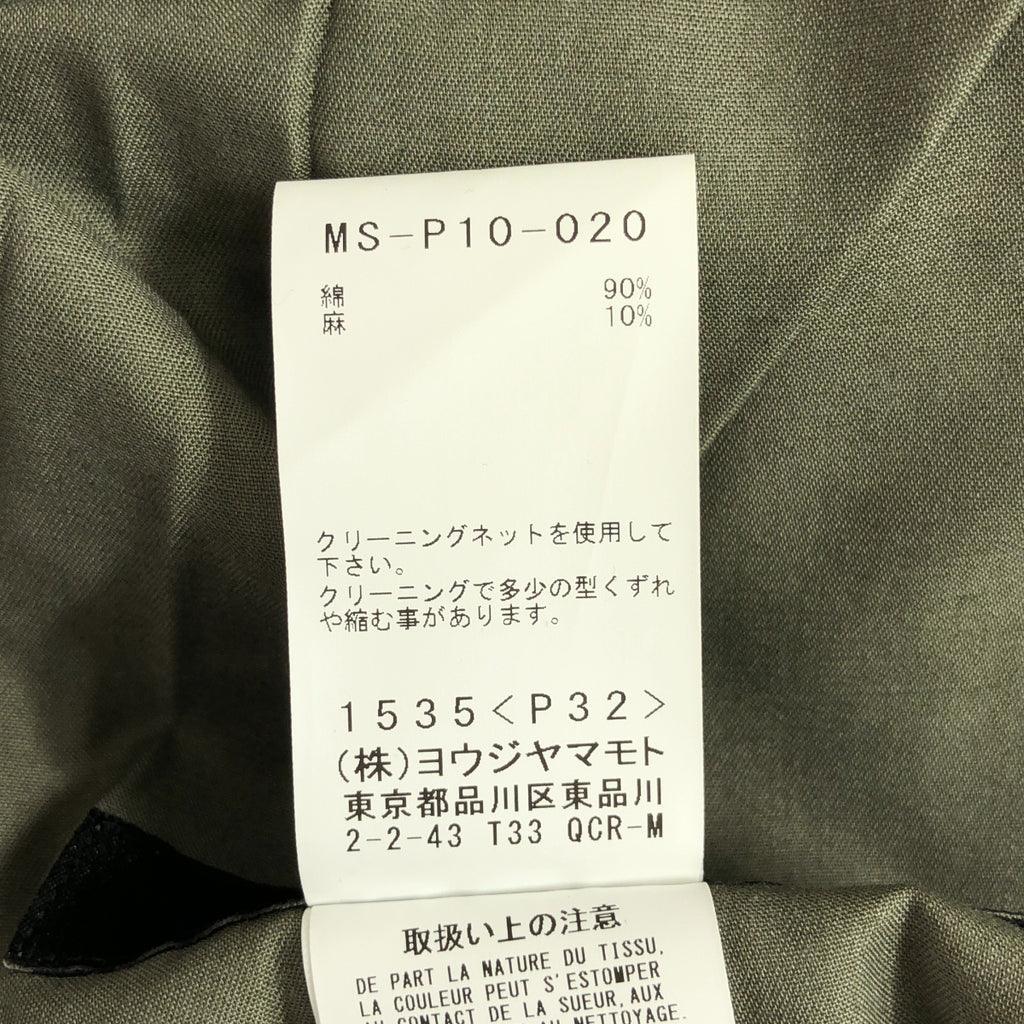 MS-P10-020
綿 90%
麻 10%
クリーニングネットを使用して
下さい。
クリーニングで多少の型くずれ
や縮む事があります。
1535<P32>
(株)ヨウジヤマモト
東京都品川区東品川
2-2-43 T33 QCR-M
取扱い上の注意
DE PART LA NATURE DU TISSU,
LA COULEUR PEUT S'ESTOMPER
AU CONTACT DE LA SUEUR,AUX
AU NETTOYAGE.